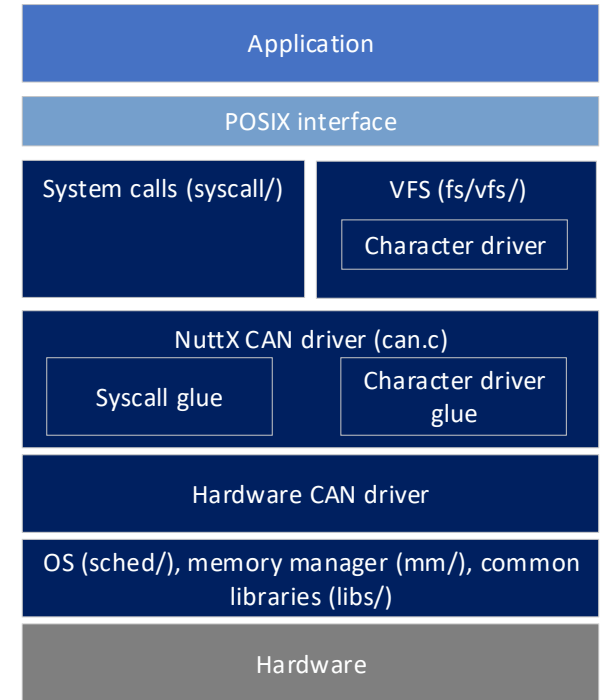 Application
POSIX interface
System calls (syscall/)
VFS (fs/vfs/)
Character driver
NuttX CAN driver (can.c)
Syscall glue
Character driver
glue
Hardware CAN driver
OS (sched/), memory manager (mm/), common
libraries (libs/)
Hardware